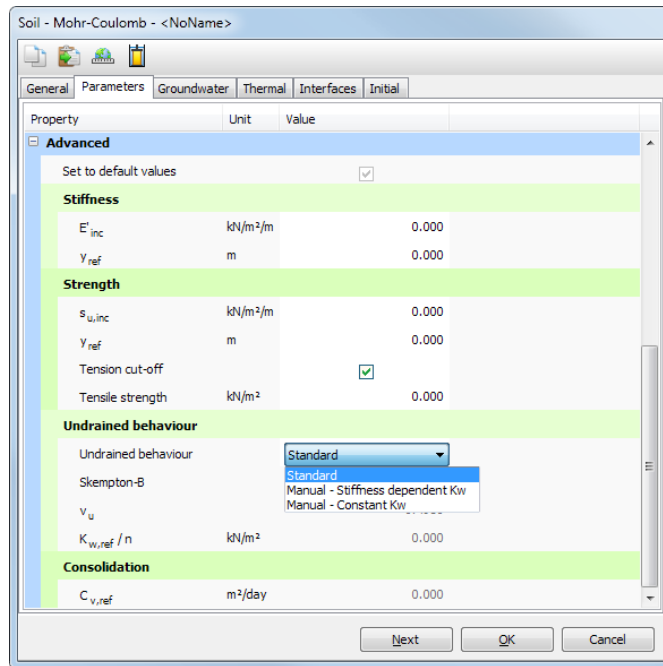 Soil - Mohr-Coulomb - <NoName>
General Parameters Groundwater Thermal Interfaces Initial
Property Unit Value
Advanced
Set to default values
Stiffness
E'inc kN/m²/m 0.000
yref m 0.000
Strength
su,inc kN/m²/m 0.000
yref m 0.000
Tension cut-off
Tensile strength kN/m² 0.000
Undrained behaviour
Undrained behaviour Standard
Skempton-B Standard
Manual - Stiffness dependent Kw
νu Manual - Constant Kw
Kw,ref / n kN/m² 0.000
Consolidation
Cv,ref m²/day 0.000
Next OK Cancel